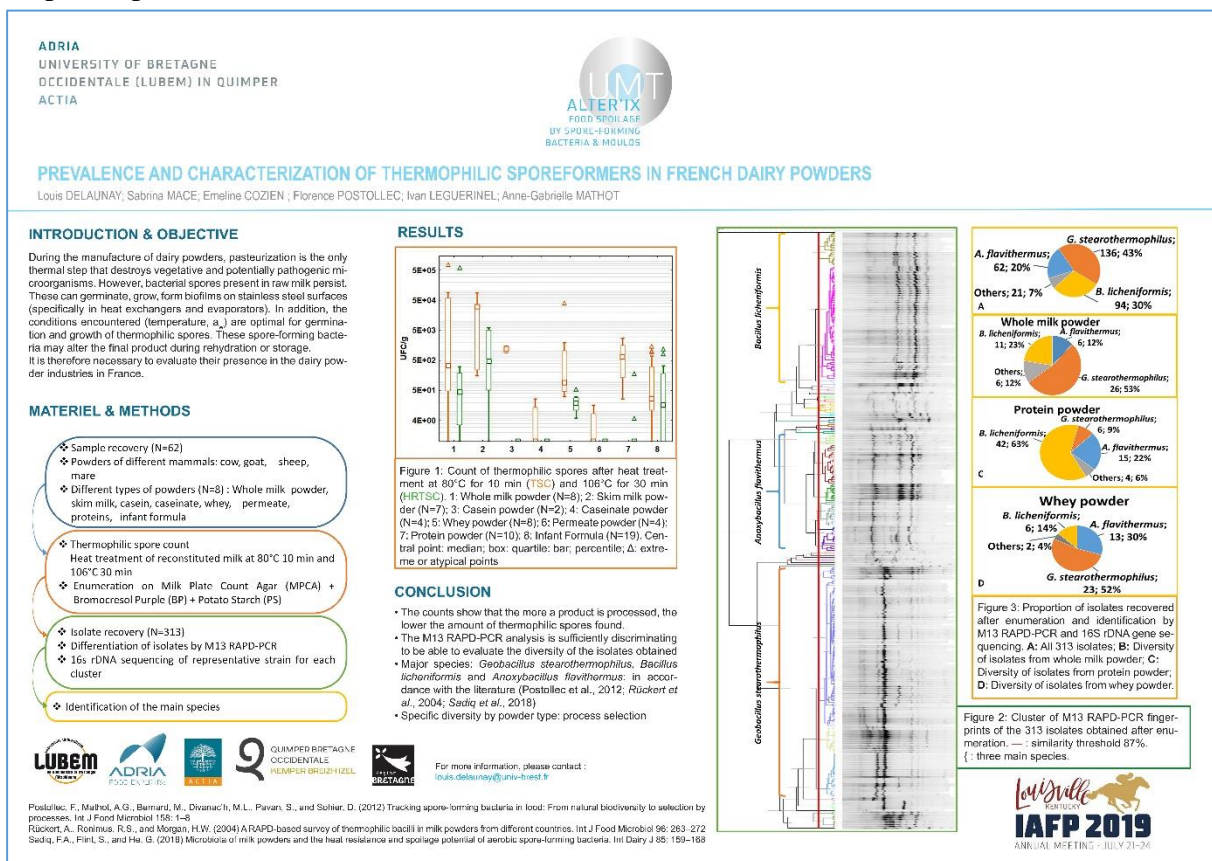 ADRIA
UNIVERSITY OF BRETAGNE
OCCIDENTALE (LUBEM) IN QUIMPER
ACTIA
UMT
ALTER'IX
FOOD SPOILAGE
BY SPORE-FORMING
BACTERIA & MOULDS
PREVALENCE AND CHARACTERIZATION OF THERMOPHILIC SPOREFORMERS IN FRENCH DAIRY POWDERS
Louis DELAUNAY; Sabrina MACE; Emeline COZIEN ; Florence POSTOLLEC; Ivan LEGUERINEL; Anne-Gabrielle MATHOT
INTRODUCTION & OBJECTIVE
During the manufacture of dairy powders, pasteurization is the only
thermal step that destroys vegetative and potentially pathogenic mi-
croorganisms. However, bacterial spores present in raw milk persist.
These can germinate, grow, form biofilms on stainless steel surfaces
(specifically in heat exchangers and evaporators). In addition, the
conditions encountered (temperature, aw) are optimal for germina-
tion and growth of thermophilic spores. These spore-forming bacte-
ria may alter the final product during rehydration or storage.
It is therefore necessary to evaluate their presence in the dairy pow-
der industries in France.
MATERIEL & METHODS
❖ Sample recovery (N=62)
❖ Powders of different mammals: cow, goat, sheep,
mare
❖ Different types of powders (N=8) : Whole milk powder,
skim milk, casein, caseinate, whey, permeate,
proteins, infant formula
❖ Thermophilic spore count
Heat treatment of reconstituted milk at 80°C 10 min and
106°C 30 min
❖ Enumeration on Milk Plate Count Agar (MPCA) +
Bromocresol Purple (BP) + Potato Starch (PS)
❖ Isolate recovery (N=313)
❖ Differentiation of isolates by M13 RAPD-PCR
❖ 16s rDNA sequencing of representative strain for each
cluster
❖ Identification of the main species
LUBEM
ADRIA
ACTIA
QUIMPER BRETAGNE
OCCIDENTALE
KEMPER BREIZH IZEL
BRETAGNE
RESULTS
UFC/g
5E+05
5E+04
5E+03
5E+02
5E+01
4E+00
1 2 3 4 5 6 7 8
Figure 1: Count of thermophilic spores after heat treat-
ment at 80°C for 10 min (TSC) and 106°C for 30 min
(HRTSC). 1: Whole milk powder (N=8); 2: Skim milk pow-
der (N=7); 3: Casein powder (N=2); 4: Caseinate powder
(N=4); 5: Whey powder (N=8); 6: Permeate powder (N=4);
7: Protein powder (N=10); 8: Infant Formula (N=19). Cen-
tral point: median; box: quartile: bar; percentile; Δ: extre-
me or atypical points
CONCLUSION
• The counts show that the more a product is processed, the
lower the amount of thermophilic spores found.
• The M13 RAPD-PCR analysis is sufficiently discriminating
to be able to evaluate the diversity of the isolates obtained
• Major species: Geobacillus stearothermophilus, Bacillus
licheniformis and Anoxybacillus flavithermus: in accor-
dance with the literature (Postollec et al., 2012; Rückert et
al., 2004; Sadiq et al., 2018)
• Specific diversity by powder type: process selection
For more information, please contact :
louis.delaunay@univ-brest.fr
Bacillus licheniformis
Anoxybacillus flavithermus
Geobacillus stearothermophilus
G. stearothermophilus;
136; 43%
A. flavithermus;
62; 20%
Others; 21; 7%
B. licheniformis;
94; 30%
A
Whole milk powder
B. licheniformis;
11; 23%
A. flavithermus;
6; 12%
Others;
6; 12%
G. stearothermophilus;
26; 53%
Protein powder
G. stearothermophilus;
6; 9%
B. licheniformis;
42; 63%
A. flavithermus;
15; 22%
Others; 4; 6%
C
Whey powder
B. licheniformis;
6; 14%
A. flavithermus;
13; 30%
Others; 2; 4%
G. stearothermophilus;
23; 52%
D
Figure 3: Proportion of isolates recovered
after enumeration and identification by
M13 RAPD-PCR and 16S rDNA gene se-
quencing. A: All 313 isolates; B: Diversity
of isolates from whole milk powder; C:
Diversity of isolates from protein powder;
D: Diversity of isolates from whey powder.
Figure 2: Cluster of M13 RAPD-PCR finger-
prints of the 313 isolates obtained after enu-
meration. — : similarity threshold 87%.
{ : three main species.
Louisville
KENTUCKY
IAFP 2019
ANNUAL MEETING · JULY 21-24
Postollec, F., Mathot, A.G., Bernard, M., Divanac'h, M.L., Pavan, S., and Sohier, D. (2012) Tracking spore-forming bacteria in food: From natural biodiversity to selection by
processes. Int J Food Microbiol 158: 1–8
Rückert, A., Ronimus, R.S., and Morgan, H.W. (2004) A RAPD-based survey of thermophilic bacilli in milk powders from different countries. Int J Food Microbiol 96: 263–272
Sadiq, F.A., Flint, S., and He, G. (2018) Microbiota of milk powders and the heat resistance and spoilage potential of aerobic spore-forming bacteria. Int Dairy J 85: 159–168